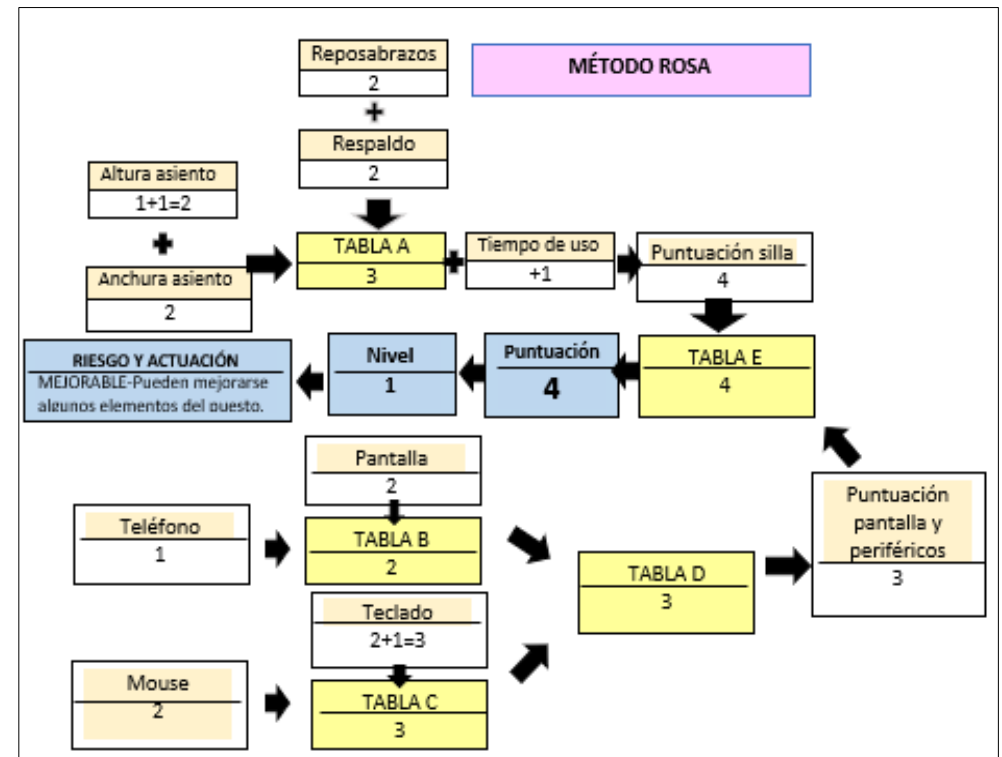 MÉTODO ROSA
Reposabrazos
2
+
Respaldo
2
Altura asiento
1+1=2
+
Anchura asiento
2
TABLA A
3
+
Tiempo de uso
+1
Puntuación silla
4
TABLA E
4
Puntuación
4
Nivel
1
RIESGO Y ACTUACIÓN
MEJORABLE-Pueden mejorarse
algunos elementos del puesto.
Pantalla
2
Teléfono
1
TABLA B
2
Teclado
2+1=3
Mouse
2
TABLA C
3
TABLA D
3
Puntuación
pantalla y
periféricos
3